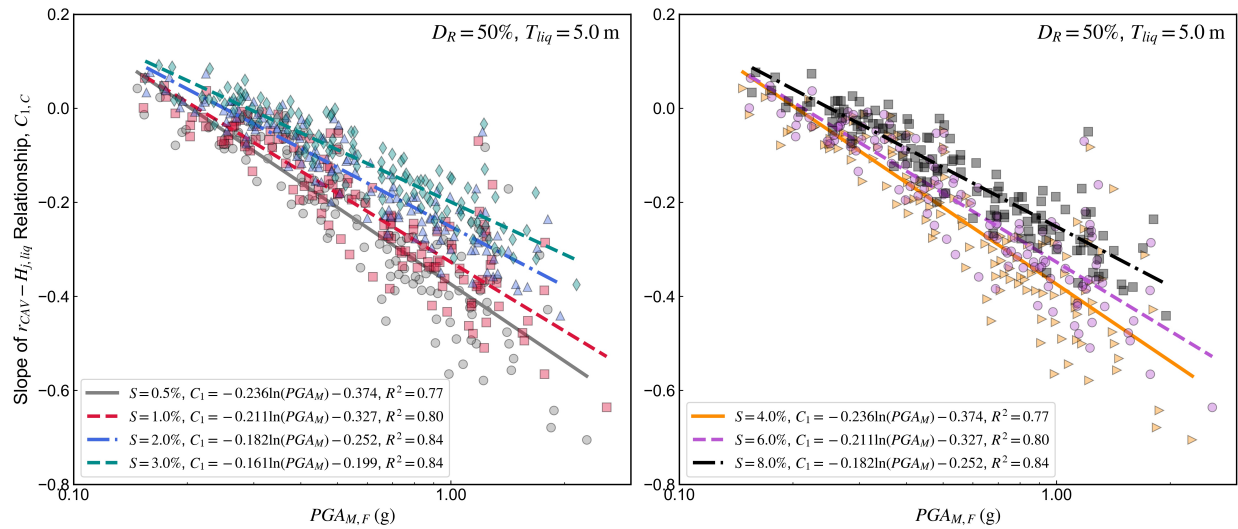 0.2
0.0
−0.2
−0.4
−0.6
−0.8
0.10
1.00
Slope of r_CAV − H_j,liq Relationship, C_1,C
PGA_M,F (g)
D_R = 50%, T_liq = 5.0 m
S = 0.5%, C_1 = −0.236ln(PGA_M) − 0.374, R² = 0.77
S = 1.0%, C_1 = −0.211ln(PGA_M) − 0.327, R² = 0.80
S = 2.0%, C_1 = −0.182ln(PGA_M) − 0.252, R² = 0.84
S = 3.0%, C_1 = −0.161ln(PGA_M) − 0.199, R² = 0.84
0.2
0.0
−0.2
−0.4
−0.6
−0.8
0.10
1.00
PGA_M,F (g)
D_R = 50%, T_liq = 5.0 m
S = 4.0%, C_1 = −0.236ln(PGA_M) − 0.374, R² = 0.77
S = 6.0%, C_1 = −0.211ln(PGA_M) − 0.327, R² = 0.80
S = 8.0%, C_1 = −0.182ln(PGA_M) − 0.252, R² = 0.84